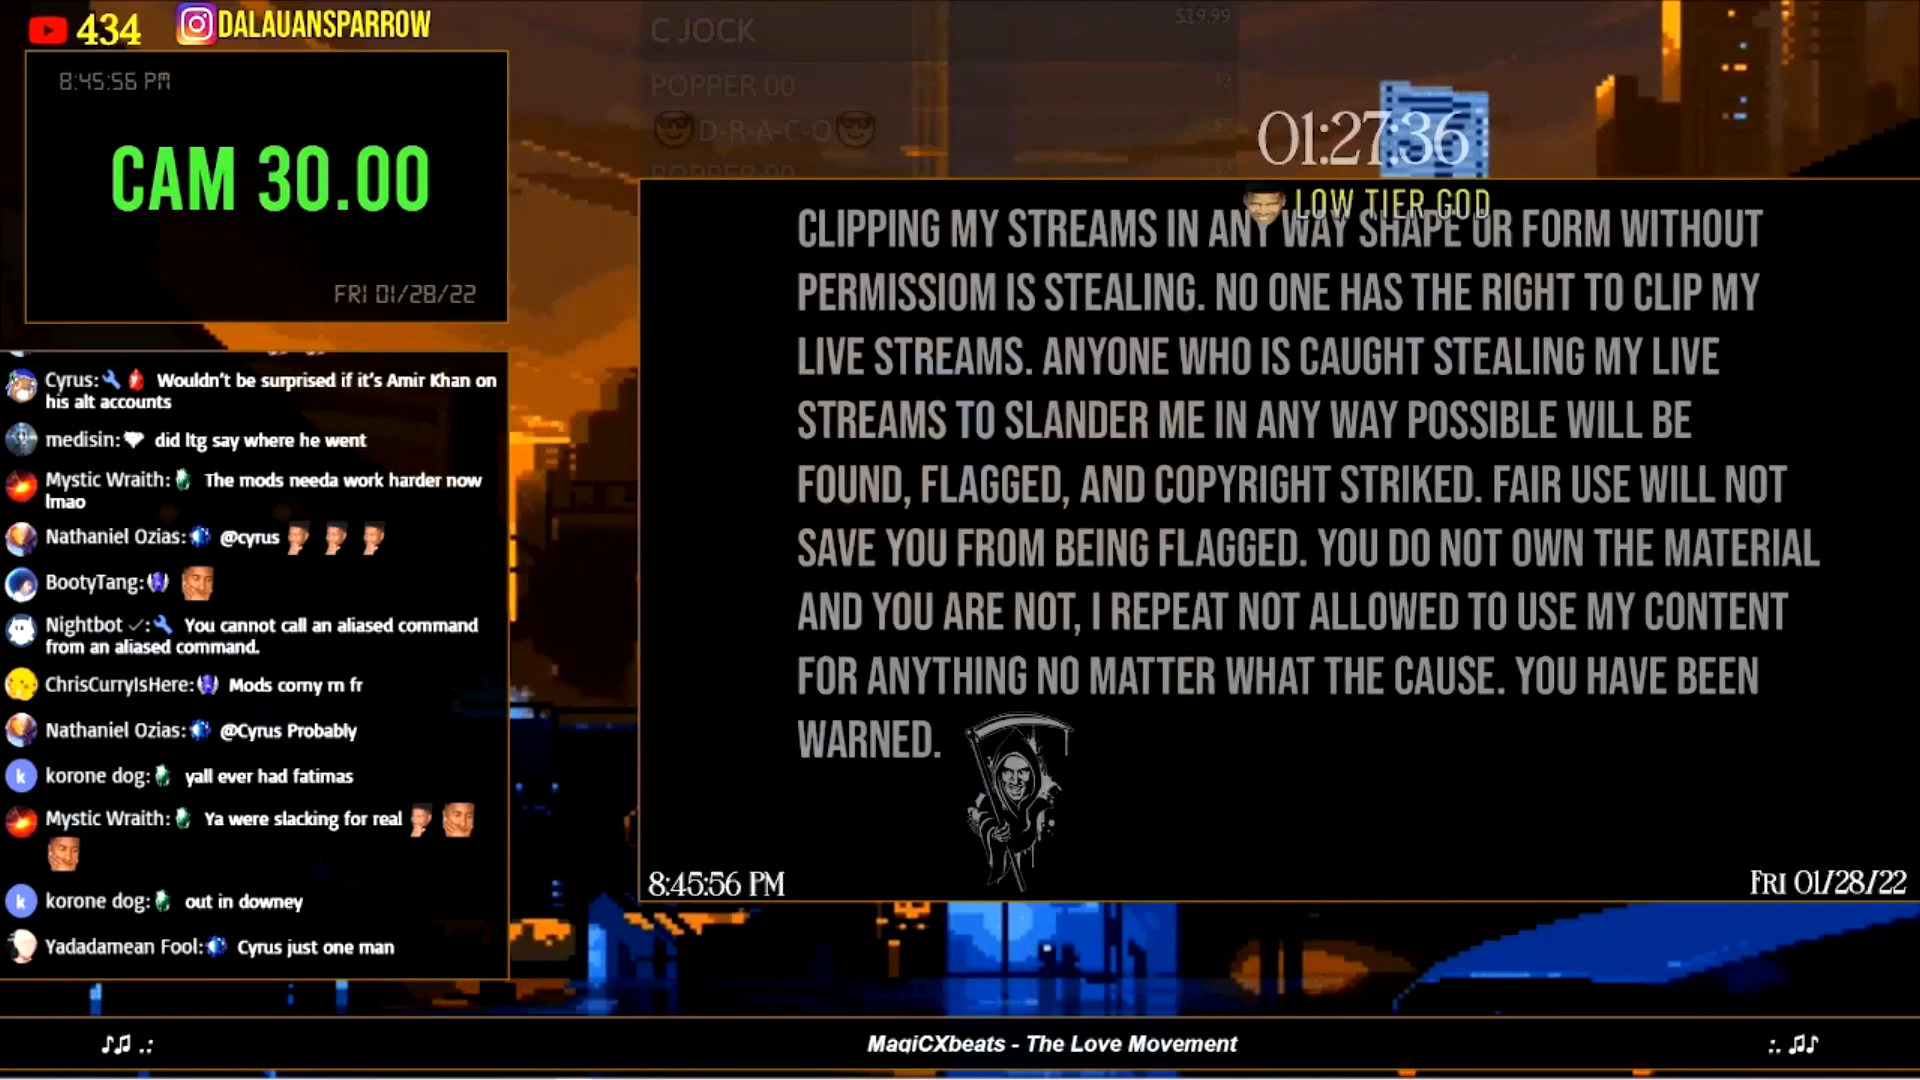 434
DALAUANSPARROW
8:45:56 PM
CAM 30.00
FRI 01/28/22
C JOCK
$19.99
POPPER 00
$2
D-R-A-C-O
POPPER 00
01:27:36
LOW TIER GOD
CLIPPING MY STREAMS IN ANY WAY SHAPE OR FORM WITHOUT
PERMISSIOM IS STEALING. NO ONE HAS THE RIGHT TO CLIP MY
LIVE STREAMS. ANYONE WHO IS CAUGHT STEALING MY LIVE
STREAMS TO SLANDER ME IN ANY WAY POSSIBLE WILL BE
FOUND, FLAGGED, AND COPYRIGHT STRIKED. FAIR USE WILL NOT
SAVE YOU FROM BEING FLAGGED. YOU DO NOT OWN THE MATERIAL
AND YOU ARE NOT, I REPEAT NOT ALLOWED TO USE MY CONTENT
FOR ANYTHING NO MATTER WHAT THE CAUSE. YOU HAVE BEEN
WARNED.
8:45:56 PM
FRI 01/28/22
Cyrus: Wouldn't be surprised if it's Amir Khan on
his alt accounts
medisin: did ltg say where he went
Mystic Wraith: The mods needa work harder now
lmao
Nathaniel Ozias: @cyrus
BootyTang:
Nightbot ✓: You cannot call an aliased command
from an aliased command.
ChrisCurryIsHere: Mods corny m fr
Nathaniel Ozias: @Cyrus Probably
k korone dog: yall ever had fatimas
Mystic Wraith: Ya were slacking for real
k korone dog: out in downey
Yadadamean Fool: Cyrus just one man
♪♫ .: MagiCXbeats - The Love Movement :. ♫♪